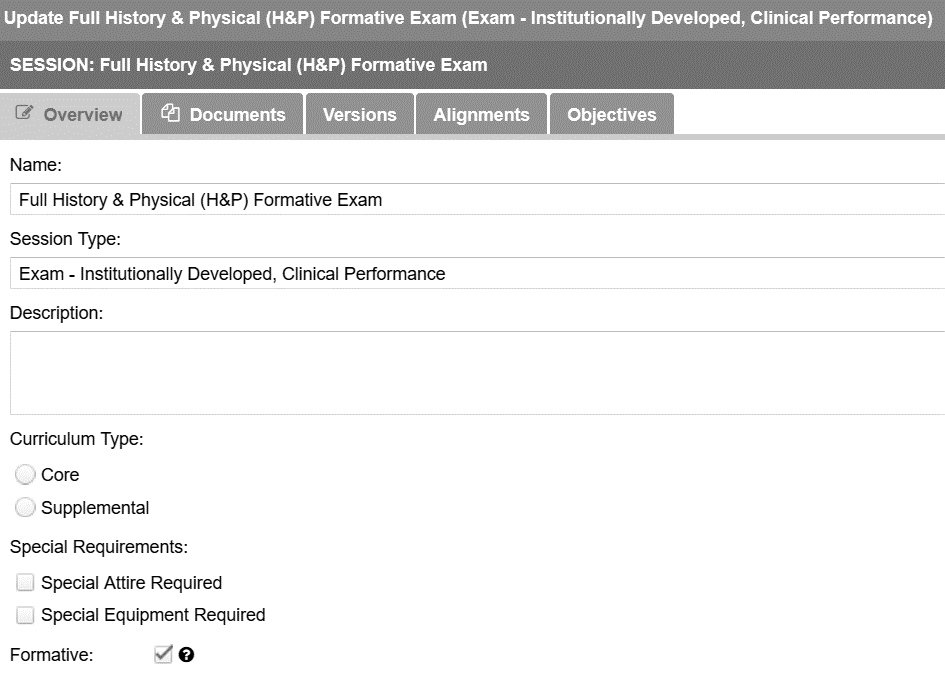 Update Full History & Physical (H&P) Formative Exam (Exam - Institutionally Developed, Clinical Performance)
SESSION: Full History & Physical (H&P) Formative Exam
Overview Documents Versions Alignments Objectives
Name:
Full History & Physical (H&P) Formative Exam
Session Type:
Exam - Institutionally Developed, Clinical Performance
Description:
Curriculum Type:
Core
Supplemental
Special Requirements:
Special Attire Required
Special Equipment Required
Formative: ?